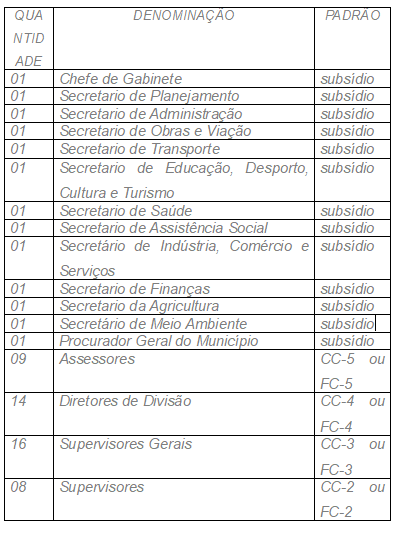 QUA DENOMINAÇÃO PADRÃO
NTID
ADE
01 Chefe de Gabinete subsídio
01 Secretario de Planejamento subsídio
01 Secretario de Administração subsídio
01 Secretario de Obras e Viação subsídio
01 Secretario de Transporte subsídio
01 Secretario de Educação, Desporto, subsídio
Cultura e Turismo
01 Secretario de Saúde subsídio
01 Secretario de Assistência Social subsídio
01 Secretário de Indústria, Comércio e subsídio
Serviços
01 Secretario de Finanças subsídio
01 Secretario da Agricultura subsídio
01 Secretário de Meio Ambiente subsídio
01 Procurador Geral do Município subsídio
09 Assessores CC-5 ou
FC-5
14 Diretores de Divisão CC-4 ou
FC-4
16 Supervisores Gerais CC-3 ou
FC-3
08 Supervisores CC-2 ou
FC-2